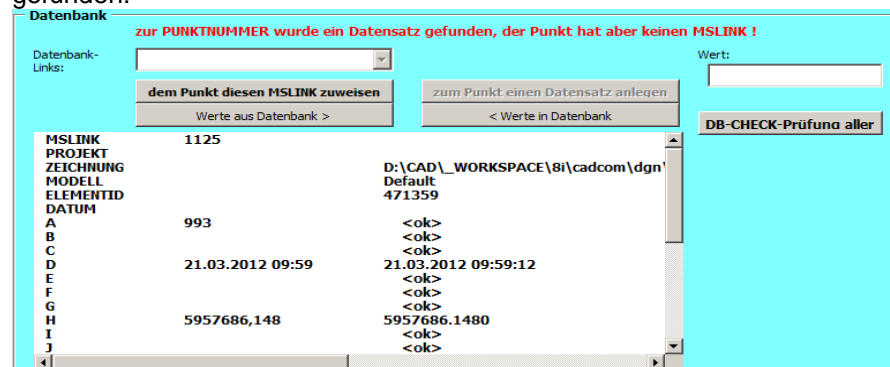 gefunden.
Datenbank
zur PUNKTNUMMER wurde ein Datensatz gefunden, der Punkt hat aber keinen MSLINK !
Datenbank-
Links:
Wert:
dem Punkt diesen MSLINK zuweisen
zum Punkt einen Datensatz anlegen
Werte aus Datenbank >
< Werte in Datenbank
DB-CHECK-Prüfung aller
MSLINK 1125
PROJEKT
ZEICHNUNG D:\CAD\_WORKSPACE\8i\cadcom\dgn\
MODELL Default
ELEMENTID 471359
DATUM
A 993 <ok>
B <ok>
C <ok>
D 21.03.2012 09:59 21.03.2012 09:59:12
E <ok>
F <ok>
G <ok>
H 5957686,148 5957686.1480
I <ok>
J <ok>